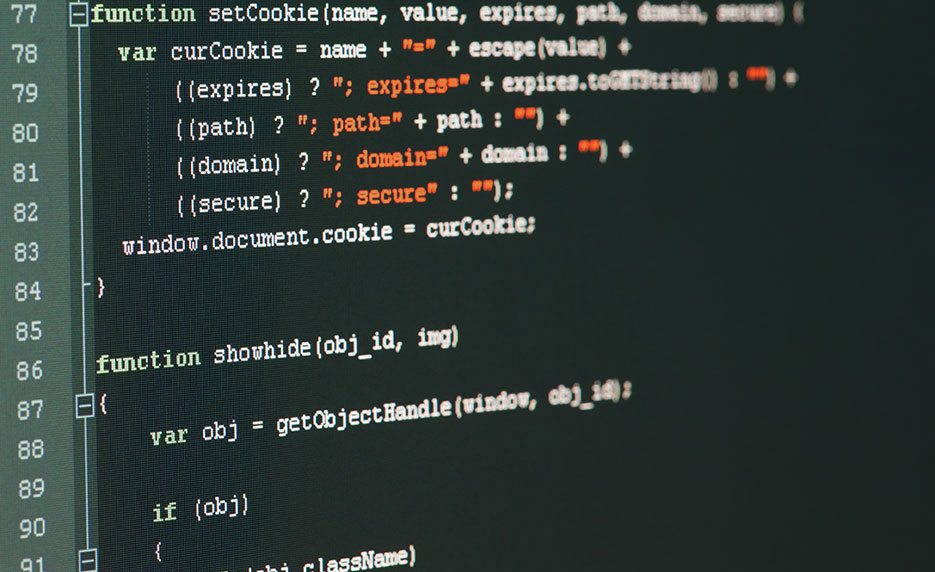 77 function setCookie(name, value, expires, path, domain, secure) {
78 var curCookie = name + "=" + escape(value) +
79 ((expires) ? "; expires=" + expires.toGMTString() : "") +
80 ((path) ? "; path=" + path : "") +
81 ((domain) ? "; domain=" + domain : "") +
82 ((secure) ? "; secure" : "");
83 window.document.cookie = curCookie;
84 }
85
86 function showhide(obj_id, img)
87 {
88 var obj = getObjectHandle(window, obj_id);
89
90 if (obj)
91 {
(obj.className)